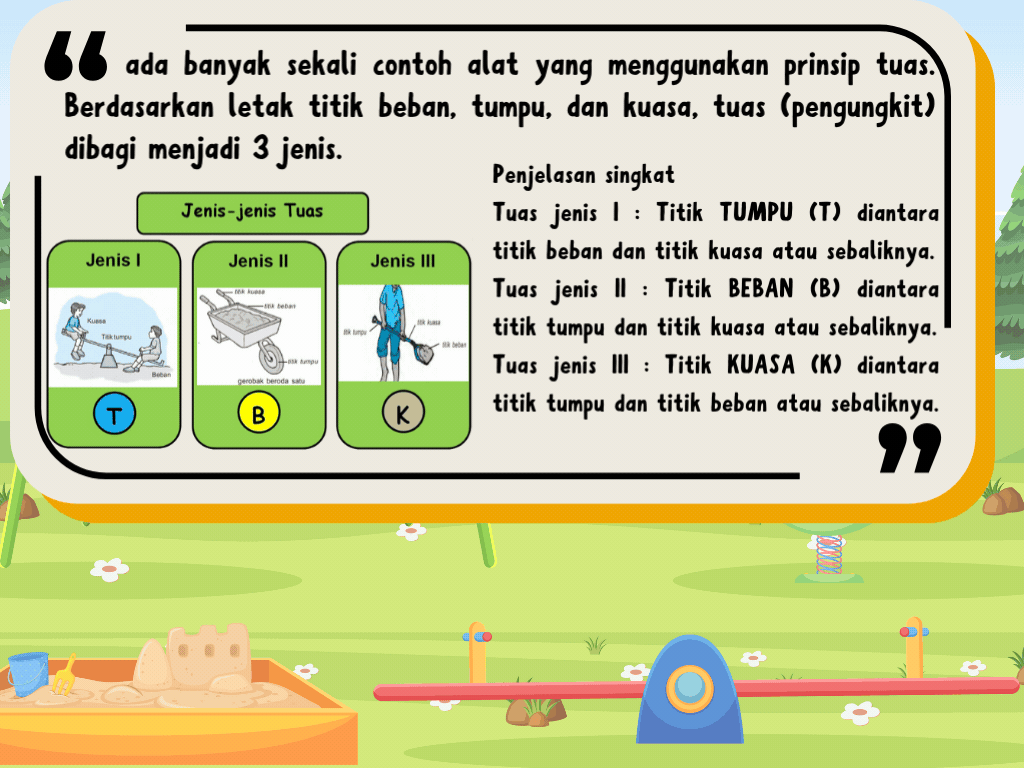 ada banyak sekali contoh alat yang menggunakan prinsip tuas.
Berdasarkan letak titik beban, tumpu, dan kuasa, tuas (pengungkit)
dibagi menjadi 3 jenis.
Jenis-jenis Tuas
Jenis I
Kuasa
Titik tumpu
Beban
T
Jenis II
titik kuasa
titik beban
titik tumpu
gerobak beroda satu
B
Jenis III
titik tumpu
titik kuasa
titik beban
K
Penjelasan singkat
Tuas jenis I : Titik TUMPU (T) diantara
titik beban dan titik kuasa atau sebaliknya.
Tuas jenis II : Titik BEBAN (B) diantara
titik tumpu dan titik kuasa atau sebaliknya.
Tuas jenis III : Titik KUASA (K) diantara
titik tumpu dan titik beban atau sebaliknya.